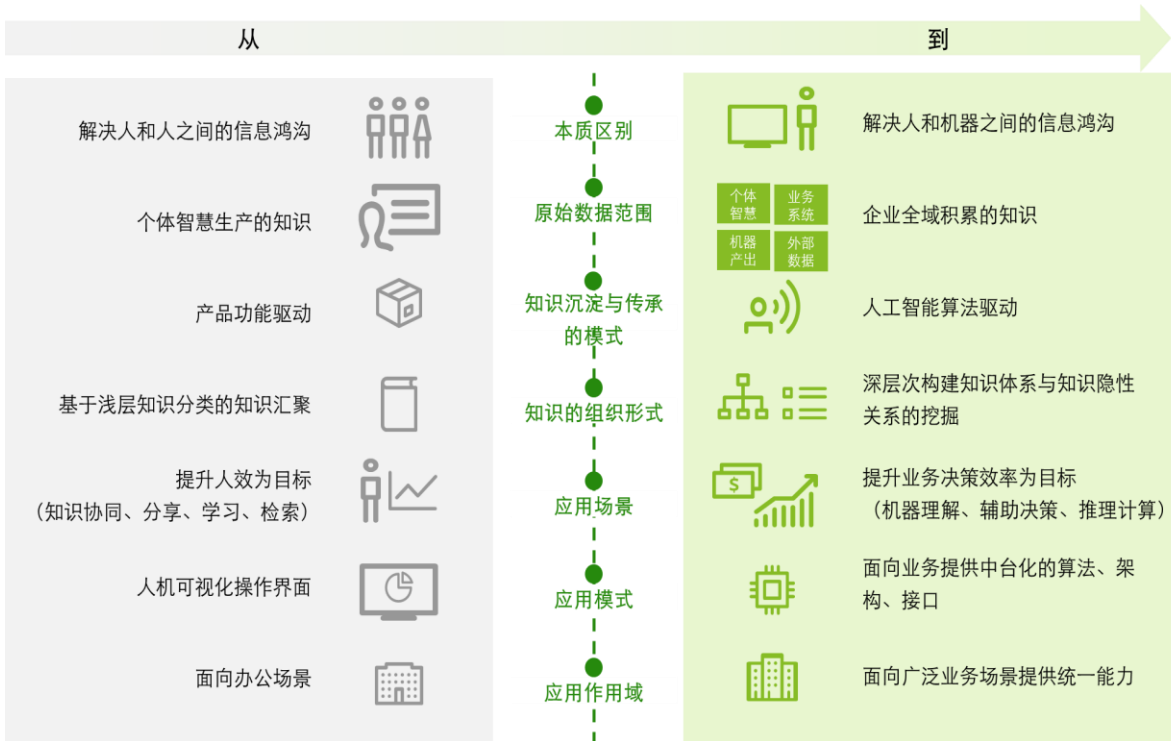 从
到
解决人和人之间的信息鸿沟
本质区别
解决人和机器之间的信息鸿沟
个体智慧生产的知识
原始数据范围
个体
智慧
业务
系统
机器
产出
外部
数据
企业全域积累的知识
产品功能驱动
知识沉淀与传承
的模式
人工智能算法驱动
基于浅层知识分类的知识汇聚
知识的组织形式
深层次构建知识体系与知识隐性
关系的挖掘
提升人效为目标
（知识协同、分享、学习、检索）
应用场景
$
提升业务决策效率为目标
（机器理解、辅助决策、推理计算）
人机可视化操作界面
应用模式
面向业务提供中台化的算法、架
构、接口
面向办公场景
应用作用域
面向广泛业务场景提供统一能力